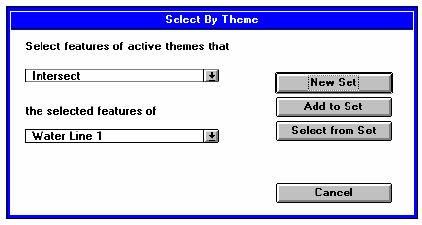 Select By Theme
Select features of active themes that
Intersect
New Set
Add to Set
the selected features of
Select from Set
Water Line 1
Cancel